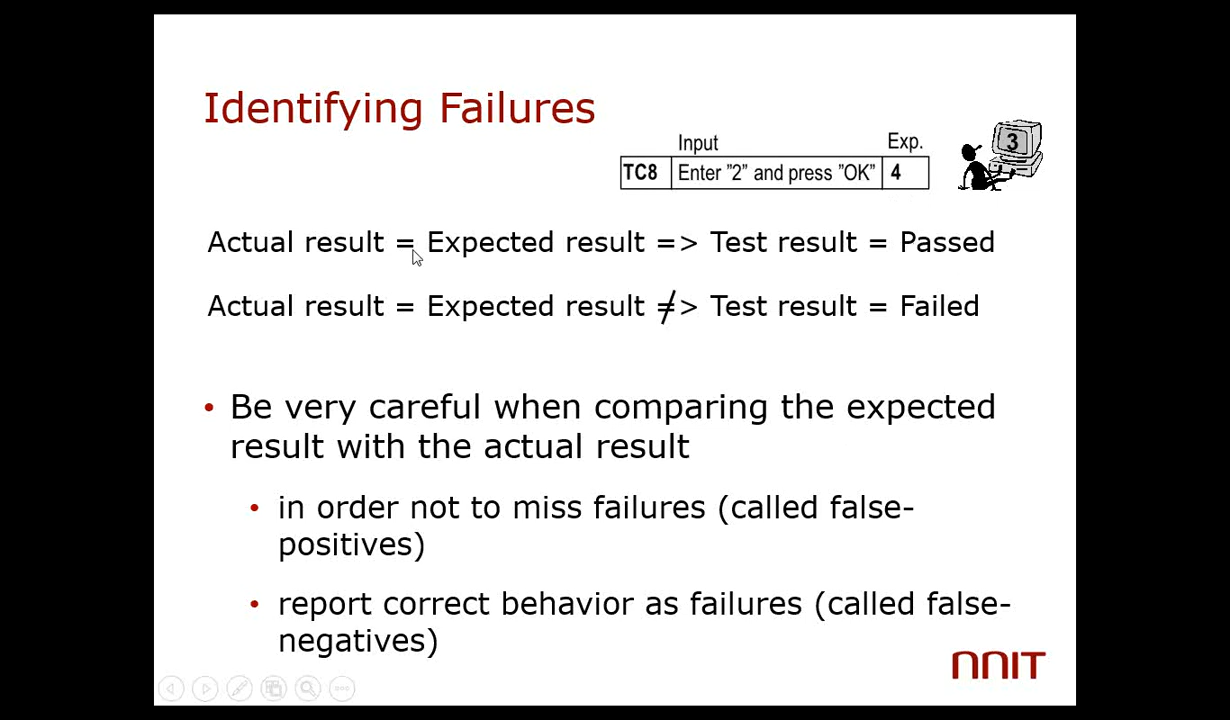 Identifying Failures
Input Exp.
TC8 Enter "2" and press "OK" 4
3
Actual result = Expected result => Test result = Passed
Actual result = Expected result ≠> Test result = Failed
• Be very careful when comparing the expected
result with the actual result
• in order not to miss failures (called false-
positives)
• report correct behavior as failures (called false-
negatives)
NNIT